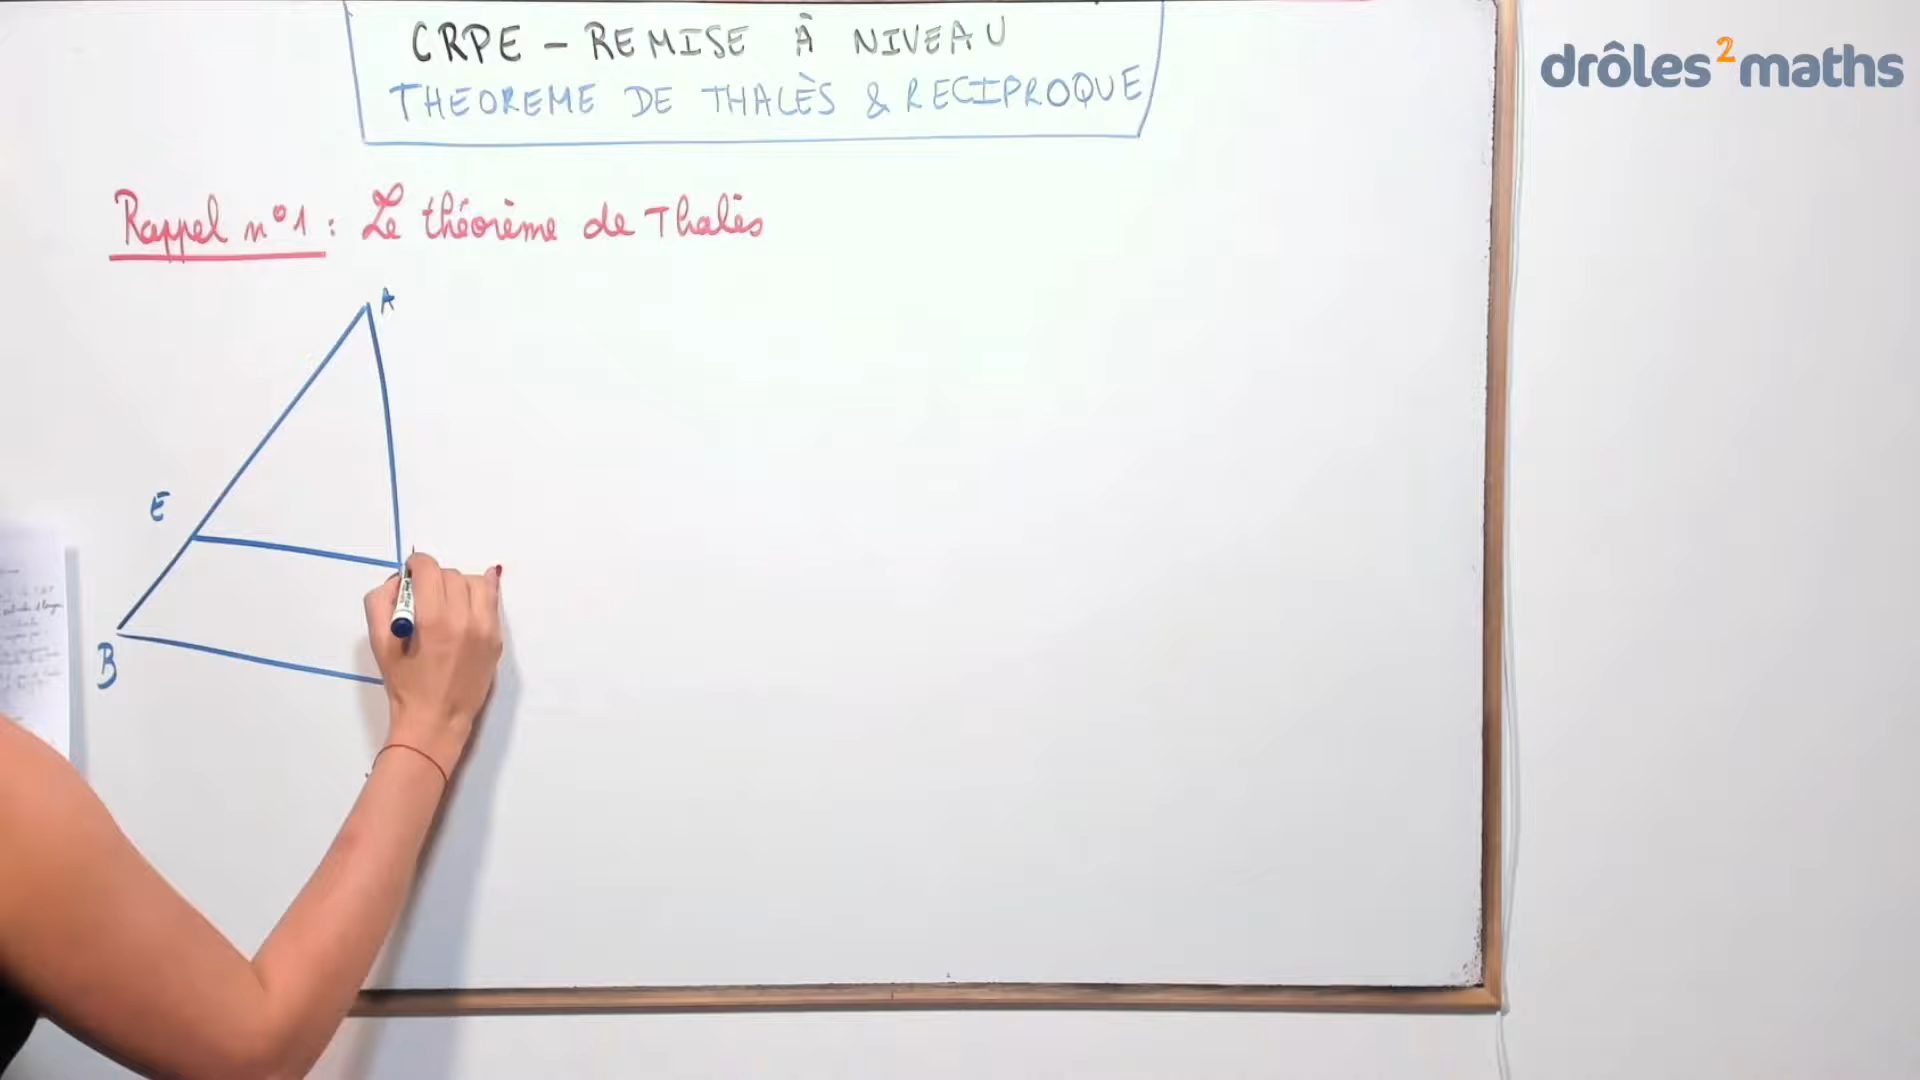 CRPE - REMISE À NIVEAU
THEOREME DE THALÈS & RECIPROQUE
drôles²maths
Rappel n°1 : Le théorème de Thalès
A
E
B